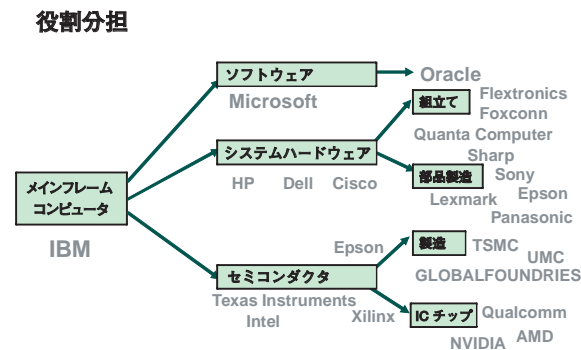 役割分担
ソフトウェア
Microsoft
Oracle
組立て
Flextronics
Foxconn
Quanta Computer
システムハードウェア
HP Dell Cisco
部品製造
Sharp
Sony
Lexmark
Epson
Panasonic
メインフレーム
コンピュータ
IBM
Epson
製造
TSMC
UMC
GLOBALFOUNDRIES
セミコンダクタ
Texas Instruments
Intel
Xilinx
IC チップ
Qualcomm
NVIDIA
AMD